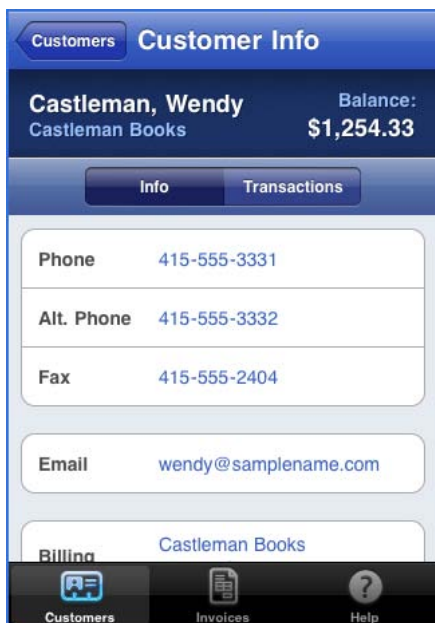 Customers Customer Info
Castleman, Wendy Balance:
Castleman Books $1,254.33
Info Transactions
Phone 415-555-3331
Alt. Phone 415-555-3332
Fax 415-555-2404
Email wendy@samplename.com
Castleman Books
Billing
Customers Invoices Help